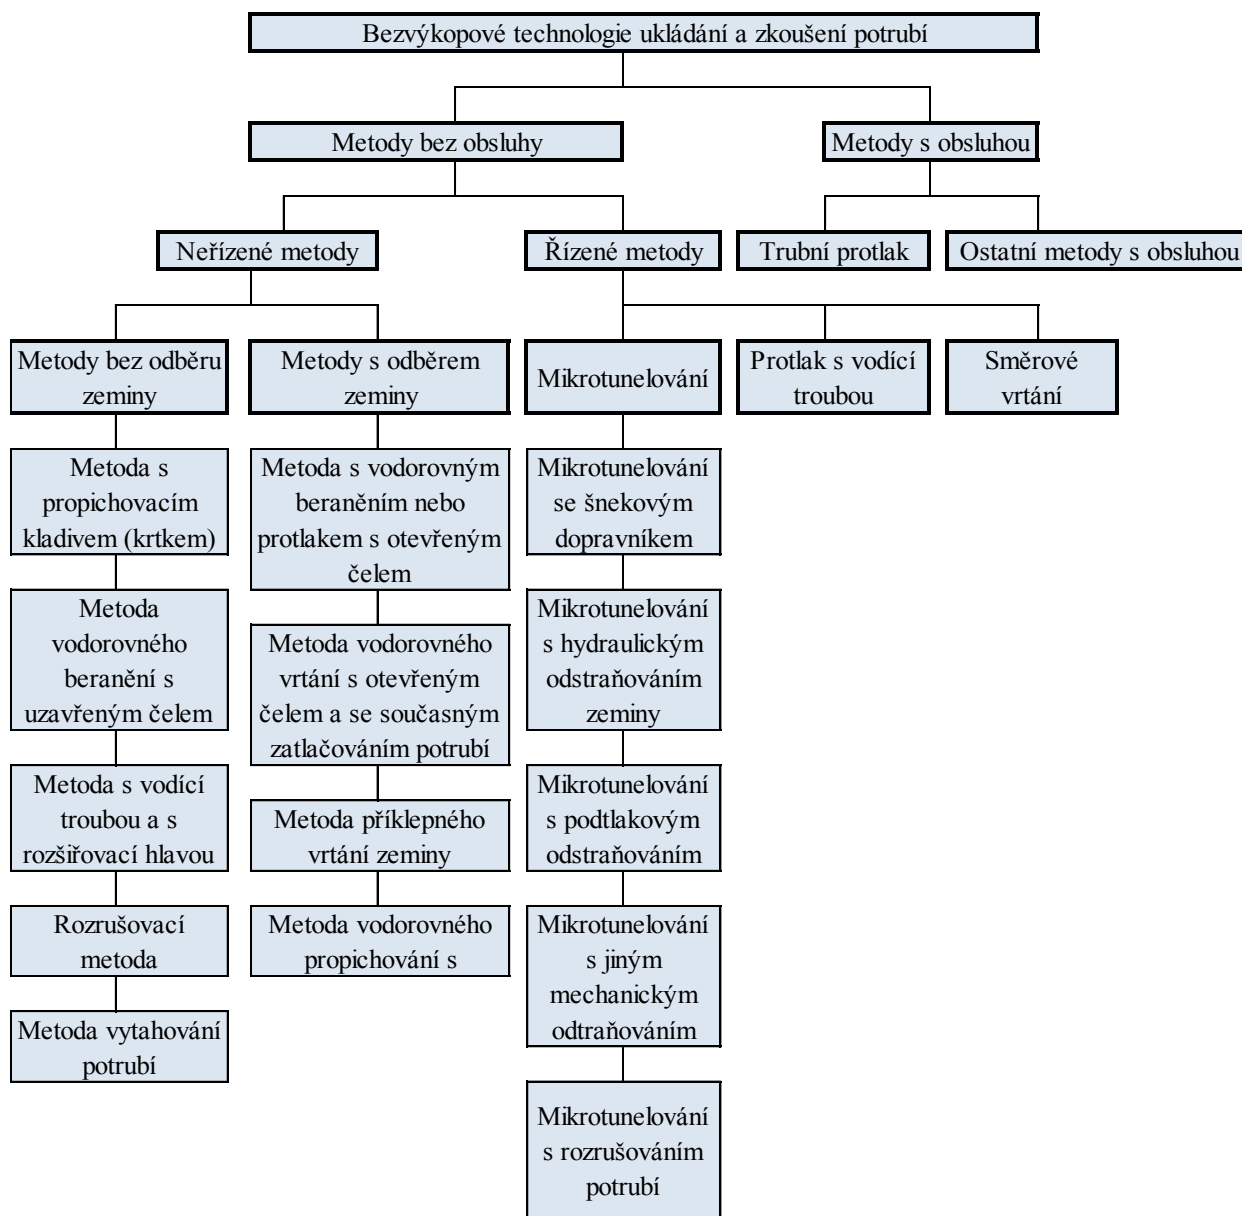 Bezvýkopové technologie ukládání a zkoušení potrubí
Metody bez obsluhy
Metody s obsluhou
Neřízené metody
Řízené metody
Trubní protlak
Ostatní metody s obsluhou
Metody bez odběru
zeminy
Metody s odběrem
zeminy
Mikrotunelování
Protlak s vodící
troubou
Směrové
vrtání
Metoda s
propichovacím
kladivem (krtkem)
Metoda
vodorovného
beranění s
uzavřeným čelem
Metoda s vodící
troubou a s
rozšiřovací hlavou
Rozrušovací
metoda
Metoda vytahování
potrubí
Metoda s vodorovným
beraněním nebo
protlakem s otevřeným
čelem
Metoda vodorovného
vrtání s otevřeným
čelem a se současným
zatlačováním potrubí
Metoda příklepného
vrtání zeminy
Metoda vodorovného
propichování s
Mikrotunelování
se šnekovým
dopravníkem
Mikrotunelování
s hydraulickým
odstraňováním
zeminy
Mikrotunelování
s podtlakovým
odstraňováním
Mikrotunelování
s jiným
mechanickým
odtraňováním
Mikrotunelování
s rozrušováním
potrubí